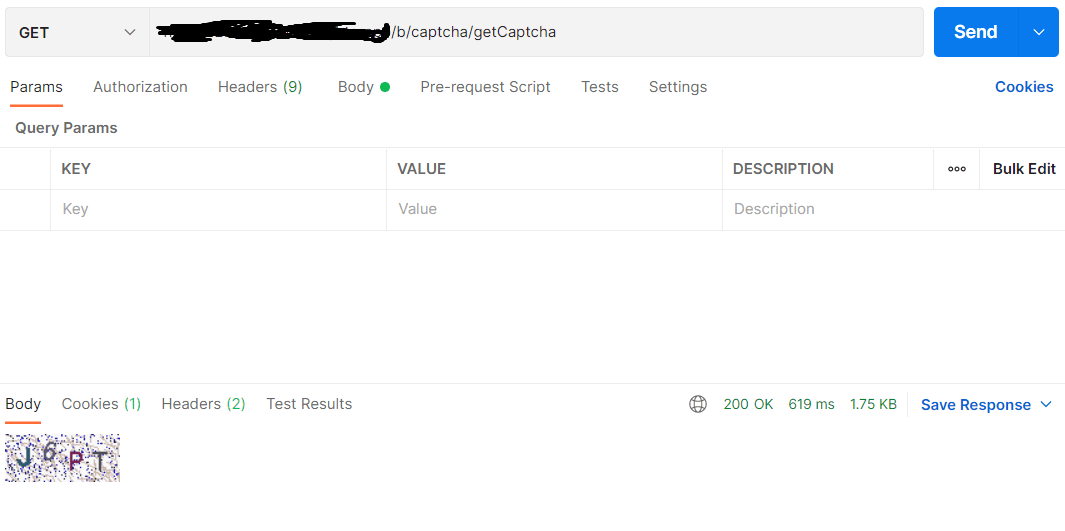 GET /b/captcha/getCaptcha Send
Params Authorization Headers (9) Body Pre-request Script Tests Settings Cookies
Query Params
KEY VALUE DESCRIPTION ooo Bulk Edit
Key Value Description
Body Cookies (1) Headers (2) Test Results 200 OK 619 ms 1.75 KB Save Response
J6PT